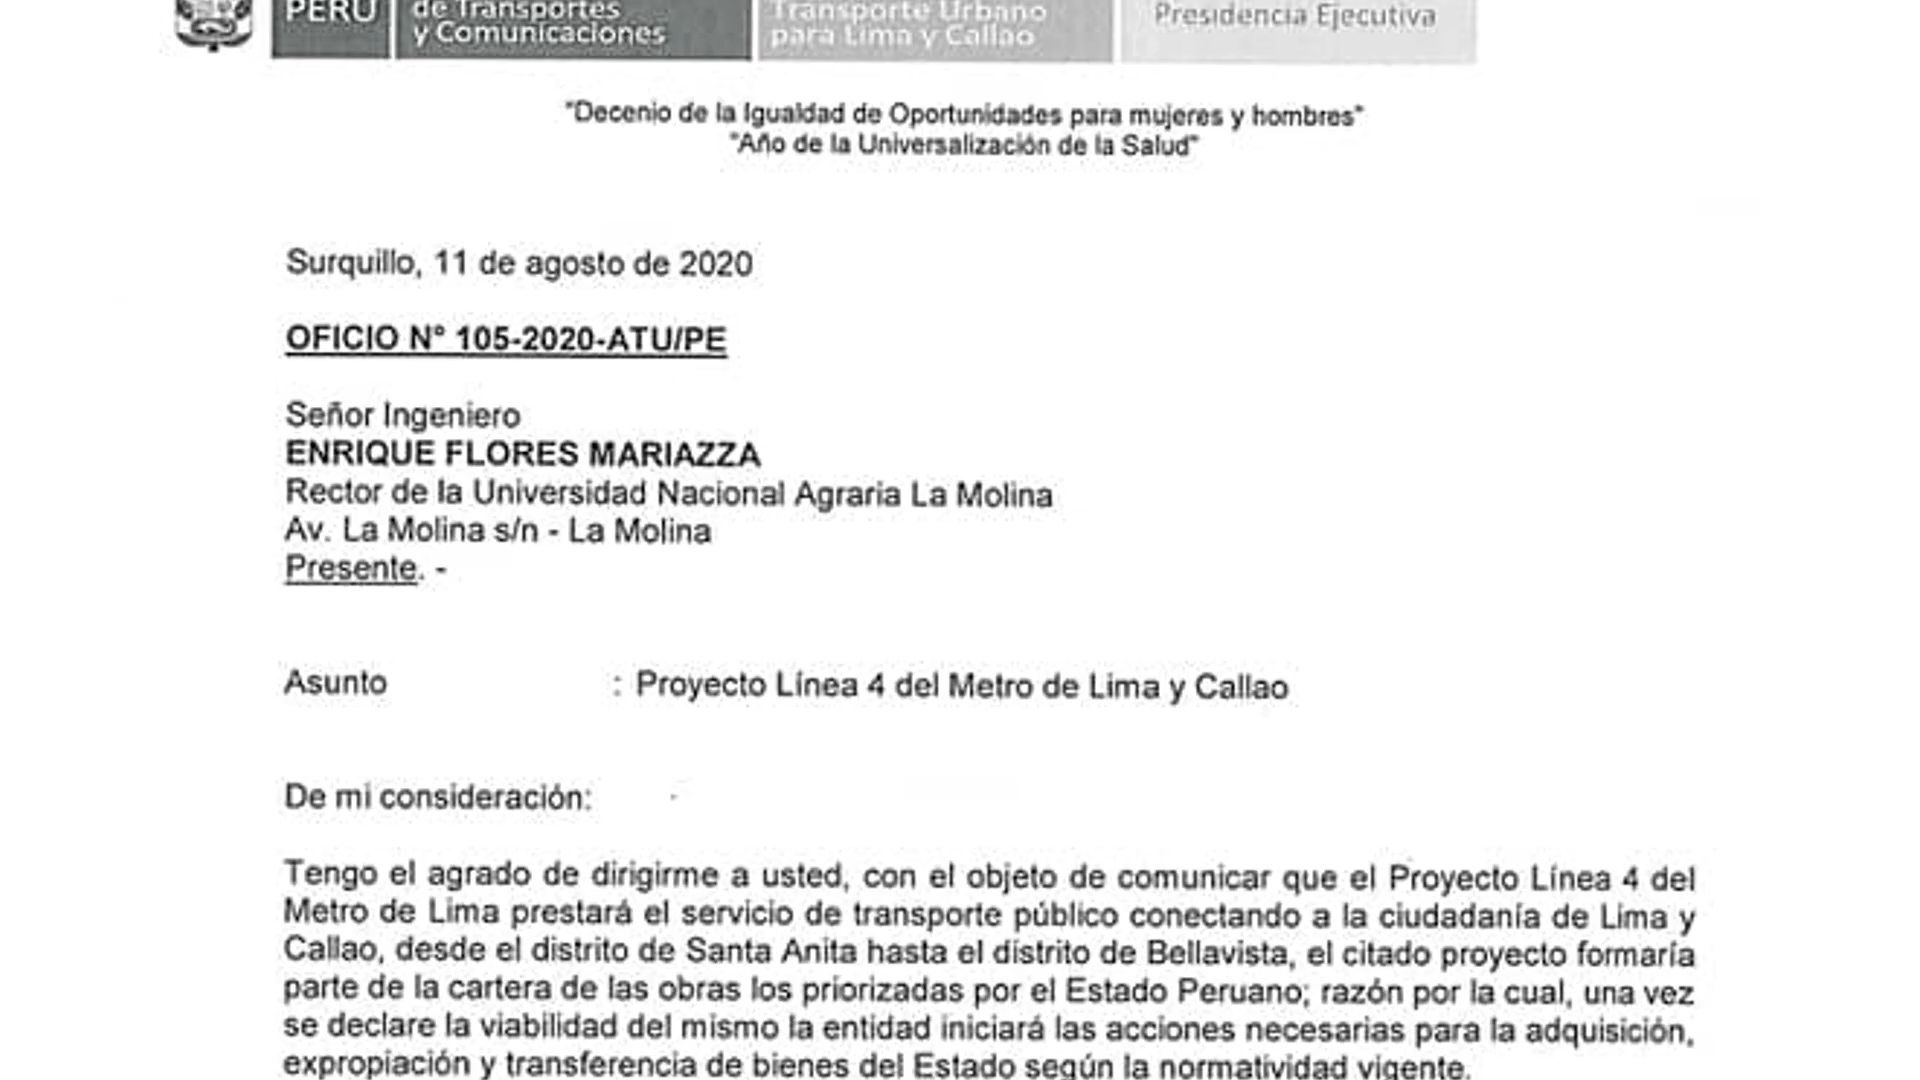 PERÚ
de Transportes
y Comunicaciones
Transporte Urbano
para Lima y Callao
Presidencia Ejecutiva
"Decenio de la Igualdad de Oportunidades para mujeres y hombres"
"Año de la Universalización de la Salud"
Surquillo, 11 de agosto de 2020
OFICIO N° 105-2020-ATU/PE
Señor Ingeniero
ENRIQUE FLORES MARIAZZA
Rector de la Universidad Nacional Agraria La Molina
Av. La Molina s/n - La Molina
Presente. -
Asunto : Proyecto Línea 4 del Metro de Lima y Callao
De mi consideración:
Tengo el agrado de dirigirme a usted, con el objeto de comunicar que el Proyecto Línea 4 del
Metro de Lima prestará el servicio de transporte público conectando a la ciudadanía de Lima y
Callao, desde el distrito de Santa Anita hasta el distrito de Bellavista, el citado proyecto formaría
parte de la cartera de las obras los priorizadas por el Estado Peruano; razón por la cual, una vez
se declare la viabilidad del mismo la entidad iniciará las acciones necesarias para la adquisición,
expropiación y transferencia de bienes del Estado según la normatividad vigente.